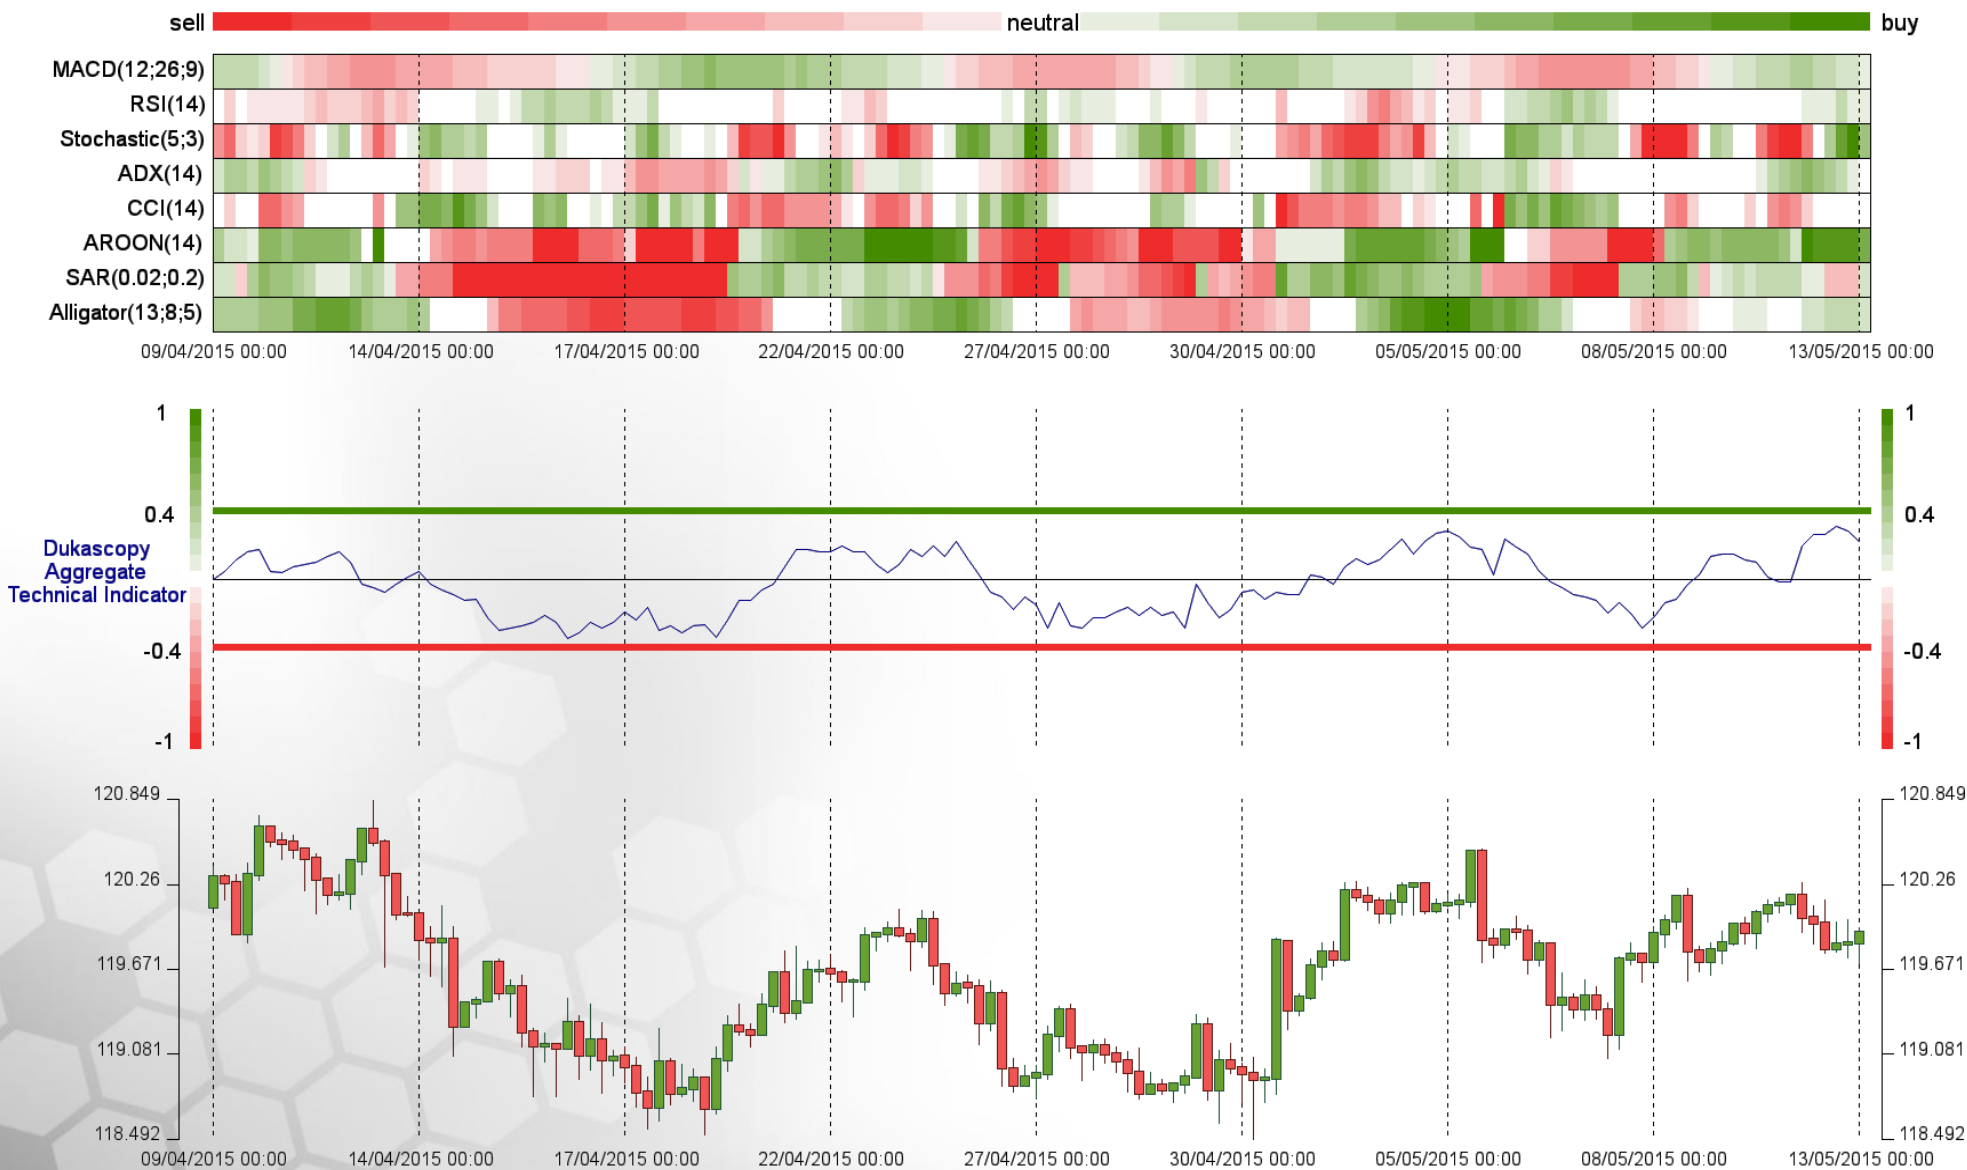 sell neutral buy
MACD(12;26;9)
RSI(14)
Stochastic(5;3)
ADX(14)
CCI(14)
AROON(14)
SAR(0.02;0.2)
Alligator(13;8;5)
09/04/2015 00:00 14/04/2015 00:00 17/04/2015 00:00 22/04/2015 00:00 27/04/2015 00:00 30/04/2015 00:00 05/05/2015 00:00 08/05/2015 00:00 13/05/2015 00:00
1 1
0.4 0.4
Dukascopy
Aggregate
Technical Indicator
-0.4 -0.4
-1 -1
120.849 120.849
120.26 120.26
119.671 119.671
119.081 119.081
118.492 118.492
09/04/2015 00:00 14/04/2015 00:00 17/04/2015 00:00 22/04/2015 00:00 27/04/2015 00:00 30/04/2015 00:00 05/05/2015 00:00 08/05/2015 00:00 13/05/2015 00:00